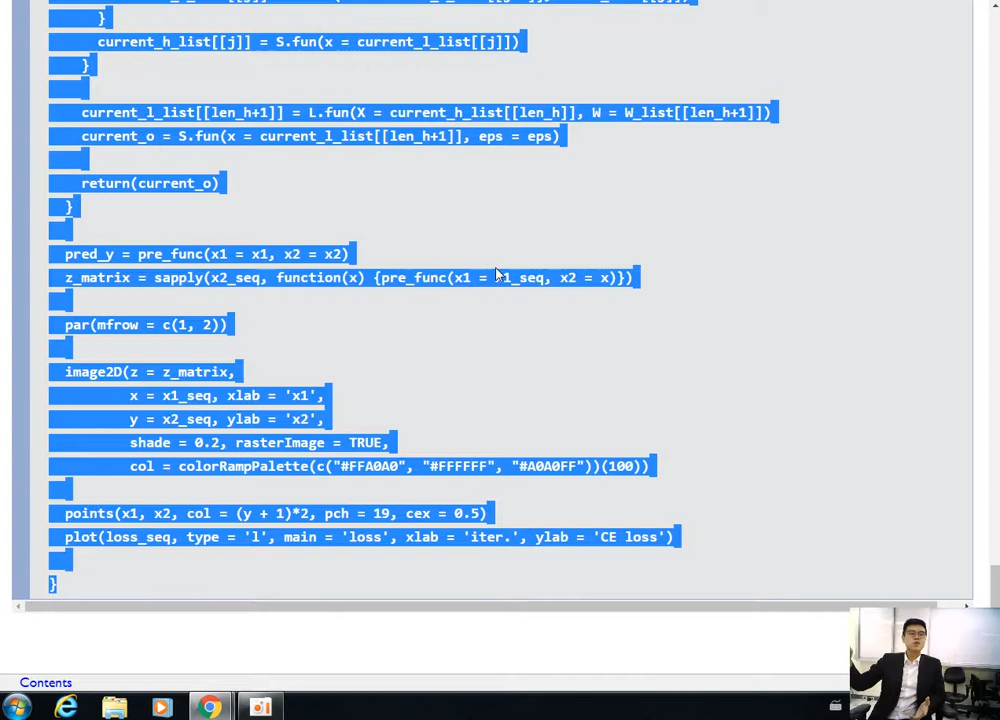 }
current_h_list[[j]] = S.fun(x = current_l_list[[j]])
}
current_l_list[[len_h+1]] = L.fun(X = current_h_list[[len_h]], W = W_list[[len_h+1]])
current_o = S.fun(x = current_l_list[[len_h+1]], eps = eps)
return(current_o)
}
pred_y = pre_func(x1 = x1, x2 = x2)
z_matrix = sapply(x2_seq, function(x) {pre_func(x1 = x1_seq, x2 = x)})
par(mfrow = c(1, 2))
image2D(z = z_matrix,
x = x1_seq, xlab = 'x1',
y = x2_seq, ylab = 'x2',
shade = 0.2, rasterImage = TRUE,
col = colorRampPalette(c("#FFA0A0", "#FFFFFF", "#A0A0FF"))(100))
points(x1, x2, col = (y + 1)*2, pch = 19, cex = 0.5)
plot(loss_seq, type = 'l', main = 'loss', xlab = 'iter.', ylab = 'CE loss')
}
Contents